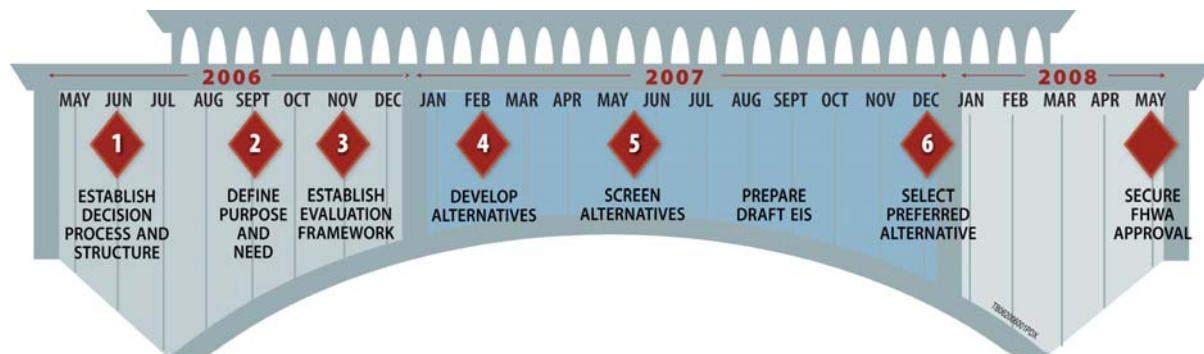 2006 2007 2008
MAY JUN JUL AUG SEPT OCT NOV DEC JAN FEB MAR APR MAY JUN JUL AUG SEPT OCT NOV DEC JAN FEB MAR APR MAY
1
ESTABLISH
DECISION
PROCESS AND
STRUCTURE
2
DEFINE
PURPOSE
AND
NEED
3
ESTABLISH
EVALUATION
FRAMEWORK
4
DEVELOP
ALTERNATIVES
5
SCREEN
ALTERNATIVES
PREPARE
DRAFT EIS
6
SELECT
PREFERRED
ALTERNATIVE
SECURE
FHWA
APPROVAL